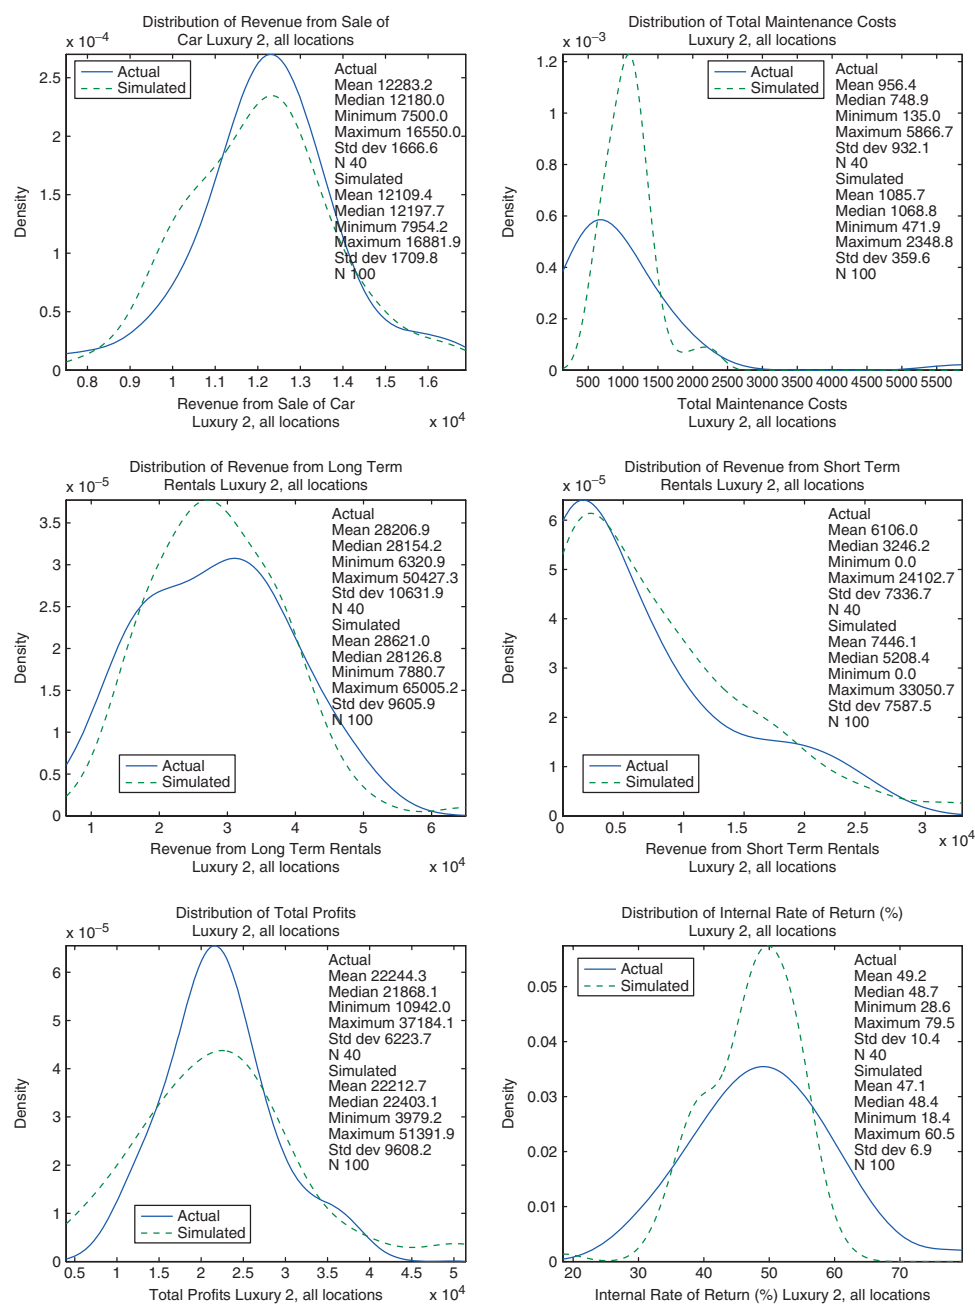 Distribution of Revenue from Sale of
Car Luxury 2, all locations
x 10⁻⁴
Actual
Simulated
Actual
Mean 12283.2
Median 12180.0
Minimum 7500.0
Maximum 16550.0
Std dev 1666.6
N 40
Simulated
Mean 12109.4
Median 12197.7
Minimum 7954.2
Maximum 16881.9
Std dev 1709.8
N 100
Density
2.5
2
1.5
1
0.5
0
0.8 0.9 1 1.1 1.2 1.3 1.4 1.5 1.6
Revenue from Sale of Car
Luxury 2, all locations
x 10⁴
Distribution of Total Maintenance Costs
Luxury 2, all locations
x 10⁻³
Actual
Simulated
Actual
Mean 956.4
Median 748.9
Minimum 135.0
Maximum 5866.7
Std dev 932.1
N 40
Simulated
Mean 1085.7
Median 1068.8
Minimum 471.9
Maximum 2348.8
Std dev 359.6
N 100
Density
1.2
1
0.8
0.6
0.4
0.2
0
500 1000 1500 2000 2500 3000 3500 4000 4500 5000 5500
Total Maintenance Costs
Luxury 2, all locations
Distribution of Revenue from Long Term
Rentals Luxury 2, all locations
x 10⁻⁵
Actual
Mean 28206.9
Median 28154.2
Minimum 6320.9
Maximum 50427.3
Std dev 10631.9
N 40
Simulated
Mean 28621.0
Median 28126.8
Minimum 7880.7
Maximum 65005.2
Std dev 9605.9
N 100
Actual
Simulated
Density
3.5
3
2.5
2
1.5
1
0.5
0
1 2 3 4 5 6
Revenue from Long Term Rentals
Luxury 2, all locations
x 10⁴
Distribution of Revenue from Short Term
Rentals Luxury 2, all locations
x 10⁻⁵
Actual
Mean 6106.0
Median 3246.2
Minimum 0.0
Maximum 24102.7
Std dev 7336.7
N 40
Simulated
Mean 7446.1
Median 5208.4
Minimum 0.0
Maximum 33050.7
Std dev 7587.5
N 100
Actual
Simulated
Density
6
5
4
3
2
1
0
0 0.5 1 1.5 2 2.5 3
Revenue from Short Term Rentals
Luxury 2, all locations
x 10⁴
Distribution of Total Profits
Luxury 2, all locations
x 10⁻⁵
Actual
Mean 22244.3
Median 21868.1
Minimum 10942.0
Maximum 37184.1
Std dev 6223.7
N 40
Simulated
Mean 22212.7
Median 22403.1
Minimum 3979.2
Maximum 51391.9
Std dev 9608.2
N 100
Actual
Simulated
Density
6
5
4
3
2
1
0
0.5 1 1.5 2 2.5 3 3.5 4 4.5 5
Total Profits Luxury 2, all locations
x 10⁴
Distribution of Internal Rate of Return (%)
Luxury 2, all locations
Actual
Simulated
Actual
Mean 49.2
Median 48.7
Minimum 28.6
Maximum 79.5
Std dev 10.4
N 40
Simulated
Mean 47.1
Median 48.4
Minimum 18.4
Maximum 60.5
Std dev 6.9
N 100
Density
0.05
0.04
0.03
0.02
0.01
0
20 30 40 50 60 70
Internal Rate of Return (%) Luxury 2, all locations